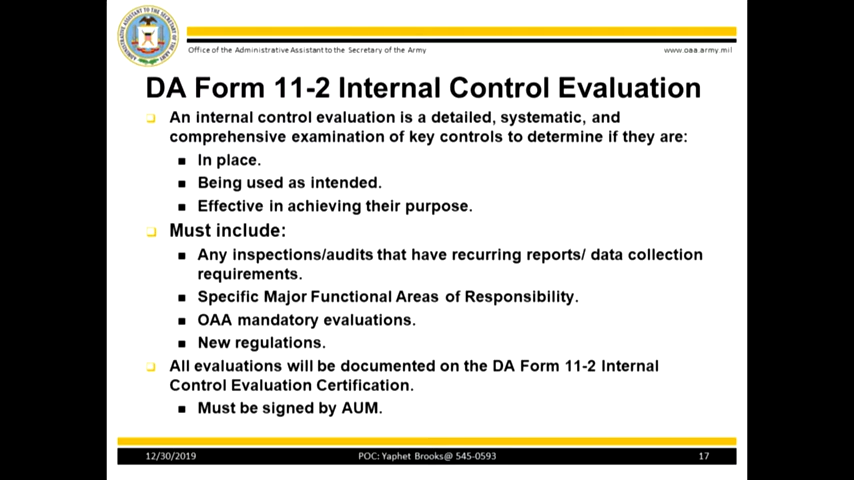 Office of the Administrative Assistant to the Secretary of the Army
www.oaa.army.mil
DA Form 11-2 Internal Control Evaluation
An internal control evaluation is a detailed, systematic, and
comprehensive examination of key controls to determine if they are:
In place.
Being used as intended.
Effective in achieving their purpose.
Must include:
Any inspections/audits that have recurring reports/ data collection
requirements.
Specific Major Functional Areas of Responsibility.
OAA mandatory evaluations.
New regulations.
All evaluations will be documented on the DA Form 11-2 Internal
Control Evaluation Certification.
Must be signed by AUM.
12/30/2019
POC: Yaphet Brooks@ 545-0593
17